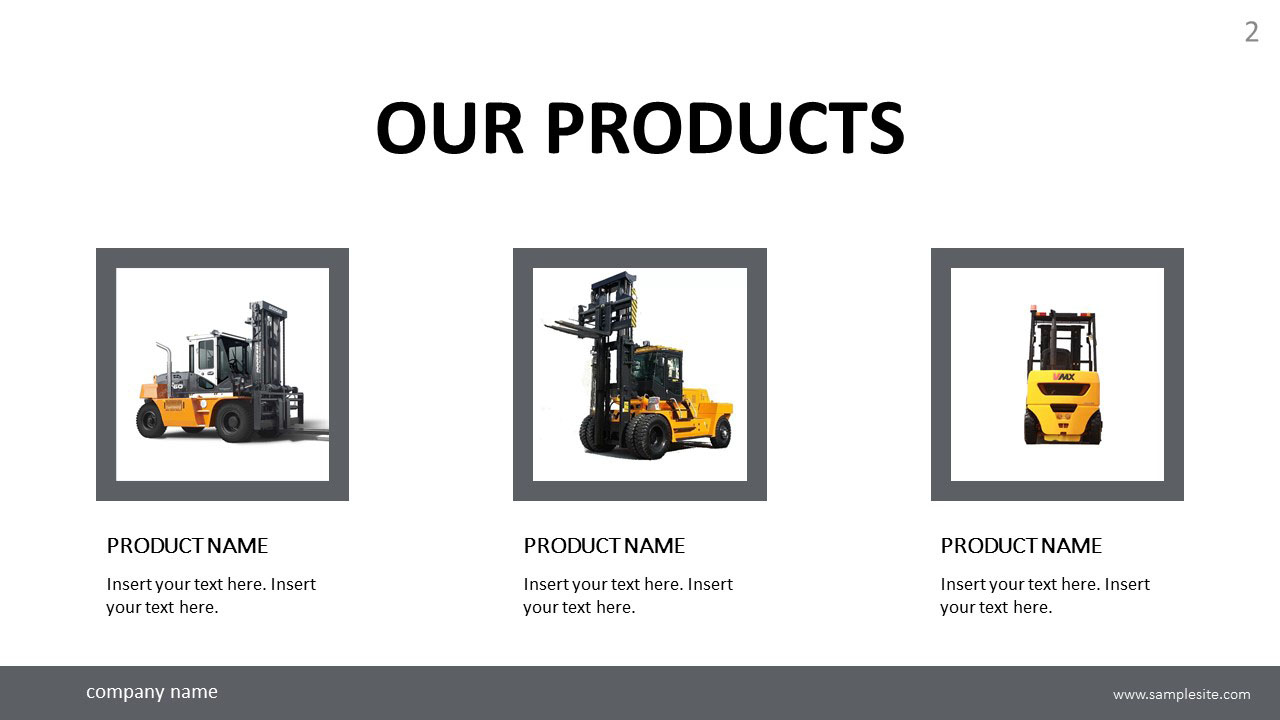 2
OUR PRODUCTS
60
VMX
PRODUCT NAME
Insert your text here. Insert
your text here.
PRODUCT NAME
Insert your text here. Insert
your text here.
PRODUCT NAME
Insert your text here. Insert
your text here.
company name
www.samplesite.com